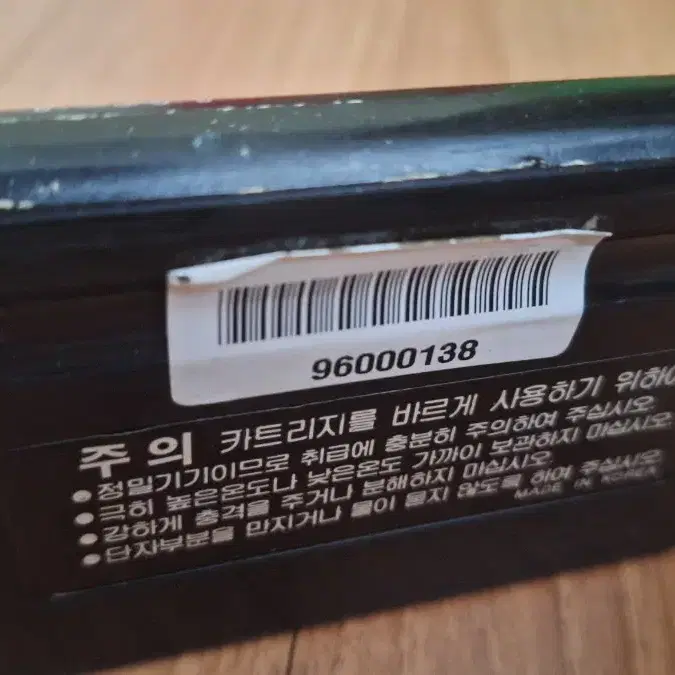 96000138
주의 카트리지를 바르게 사용하기 위하여
●정밀기기이므로 취급에 충분히 주의하여 주십시오.
●극히 높은온도나 낮은온도 가까이 보관하지 마십시오.
●강하게 충격을 주거나 분해하지 마십시오.
●단자부분을 만지거나 물이 묻지 않도록 하여 주십시오.
MADE IN KOREA